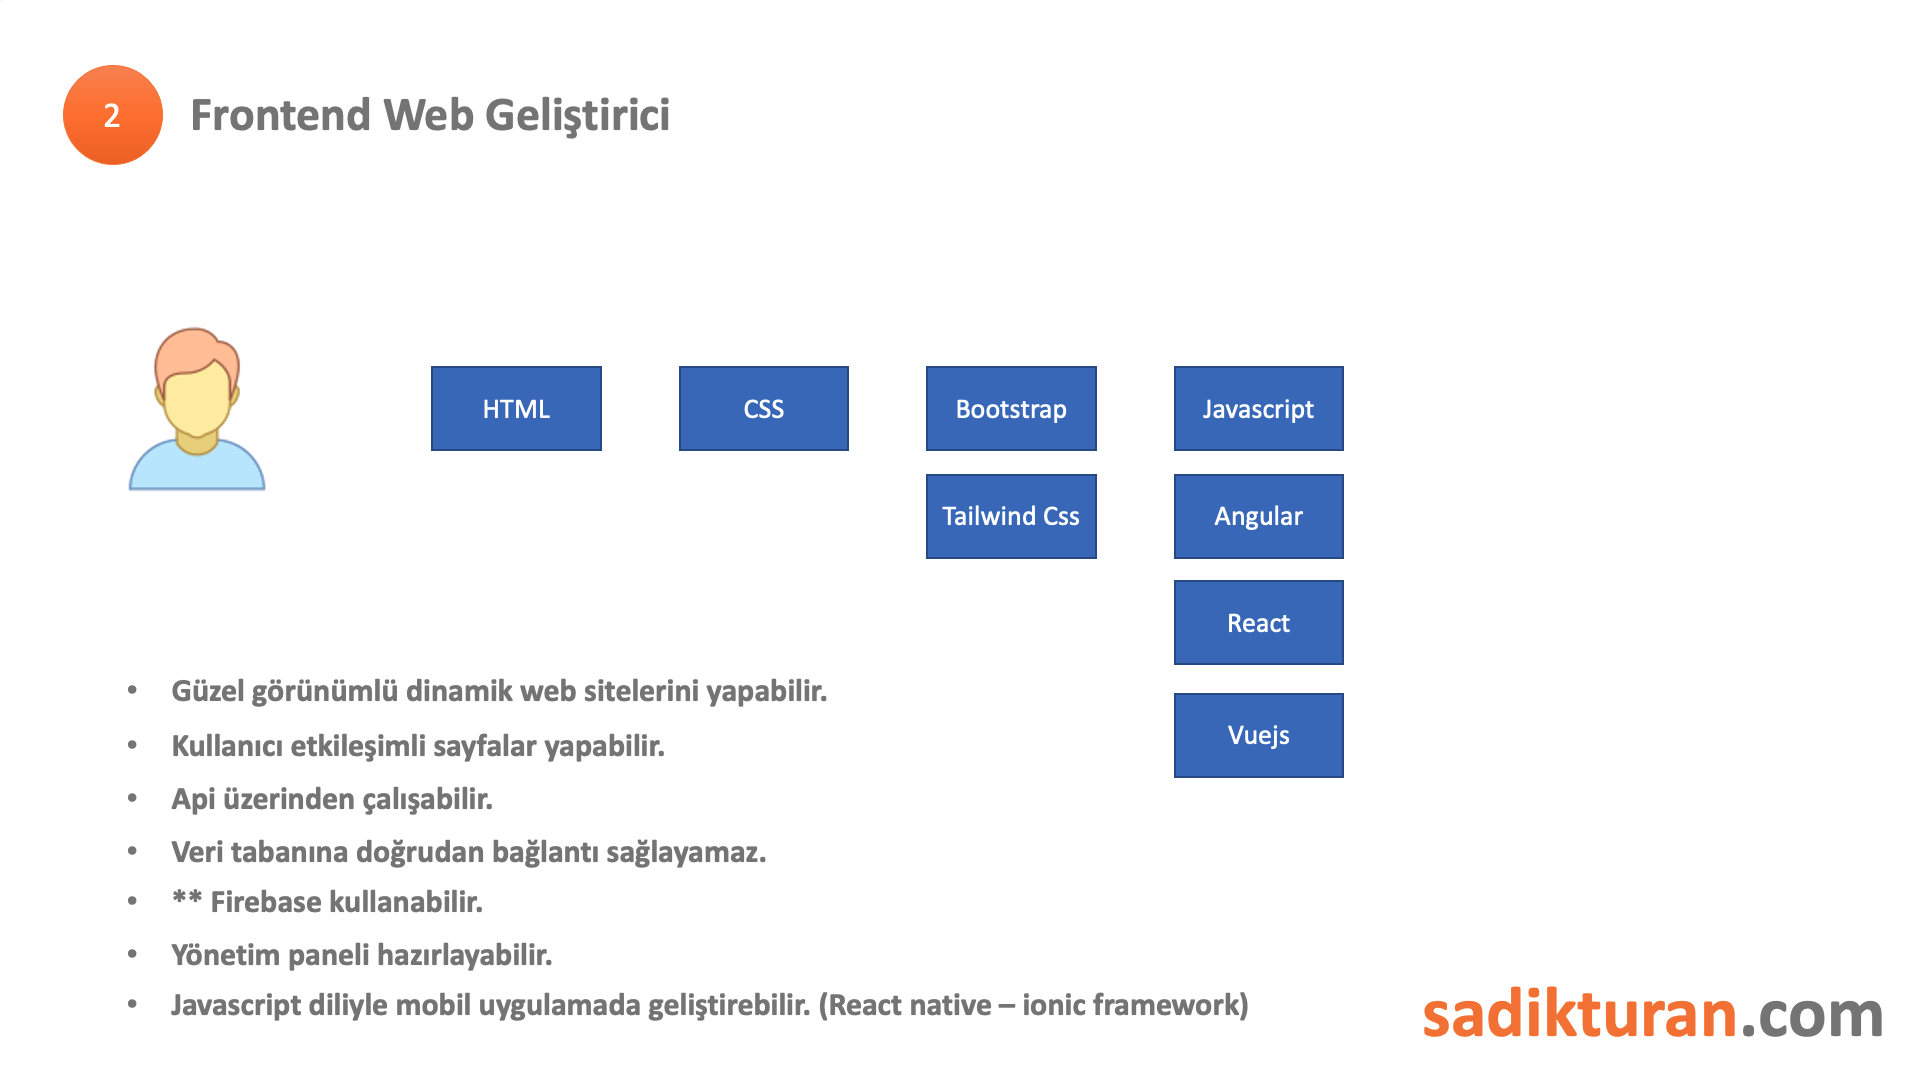 2
Frontend Web Geliştirici
HTML
CSS
Bootstrap
Javascript
Tailwind Css
Angular
React
Vuejs
• Güzel görünümlü dinamik web sitelerini yapabilir.
• Kullanıcı etkileşimli sayfalar yapabilir.
• Api üzerinden çalışabilir.
• Veri tabanına doğrudan bağlantı sağlayamaz.
• ** Firebase kullanabilir.
• Yönetim paneli hazırlayabilir.
• Javascript diliyle mobil uygulamada geliştirebilir. (React native – ionic framework)
sadikturan.com